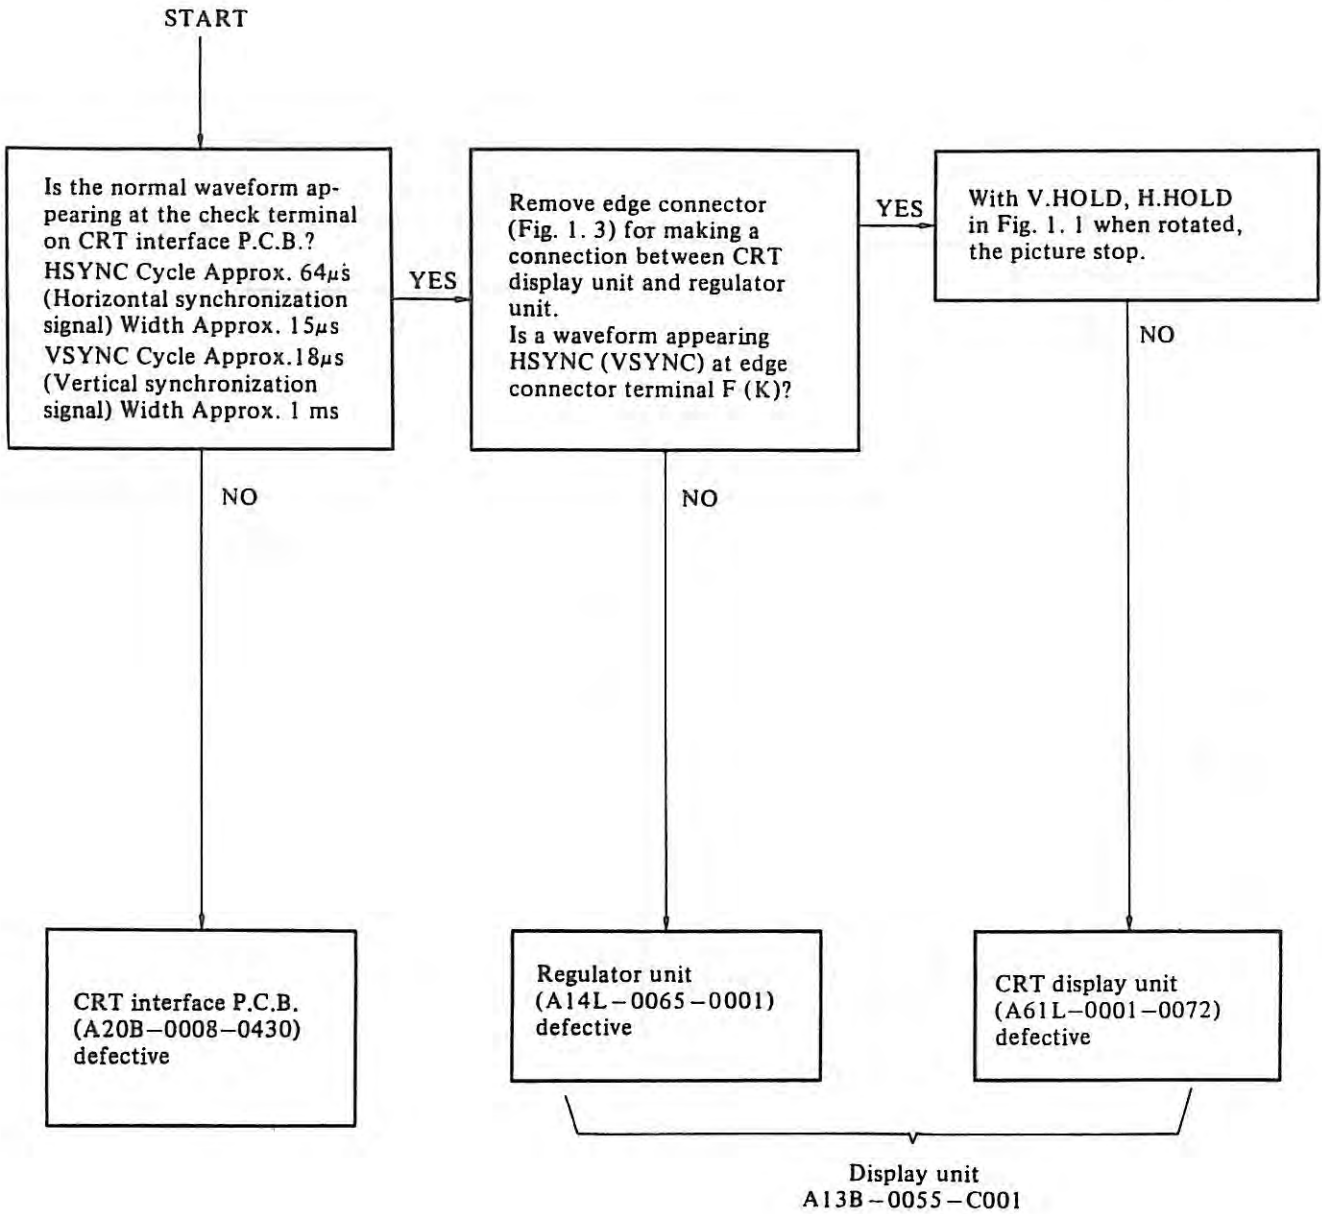 START
Is the normal waveform ap-
pearing at the check terminal
on CRT interface P.C.B.?
HSYNC Cycle Approx. 64μs
(Horizontal synchronization
signal) Width Approx. 15μs
VSYNC Cycle Approx.18μs
(Vertical synchronization
signal) Width Approx. 1 ms
YES
Remove edge connector
(Fig. 1. 3) for making a
connection between CRT
display unit and regulator
unit.
Is a waveform appearing
HSYNC (VSYNC) at edge
connector terminal F (K)?
YES
With V.HOLD, H.HOLD
in Fig. 1. 1 when rotated,
the picture stop.
NO
NO
NO
CRT interface P.C.B.
(A20B-0008-0430)
defective
Regulator unit
(A14L-0065-0001)
defective
CRT display unit
(A61L-0001-0072)
defective
Display unit
A13B-0055-C001